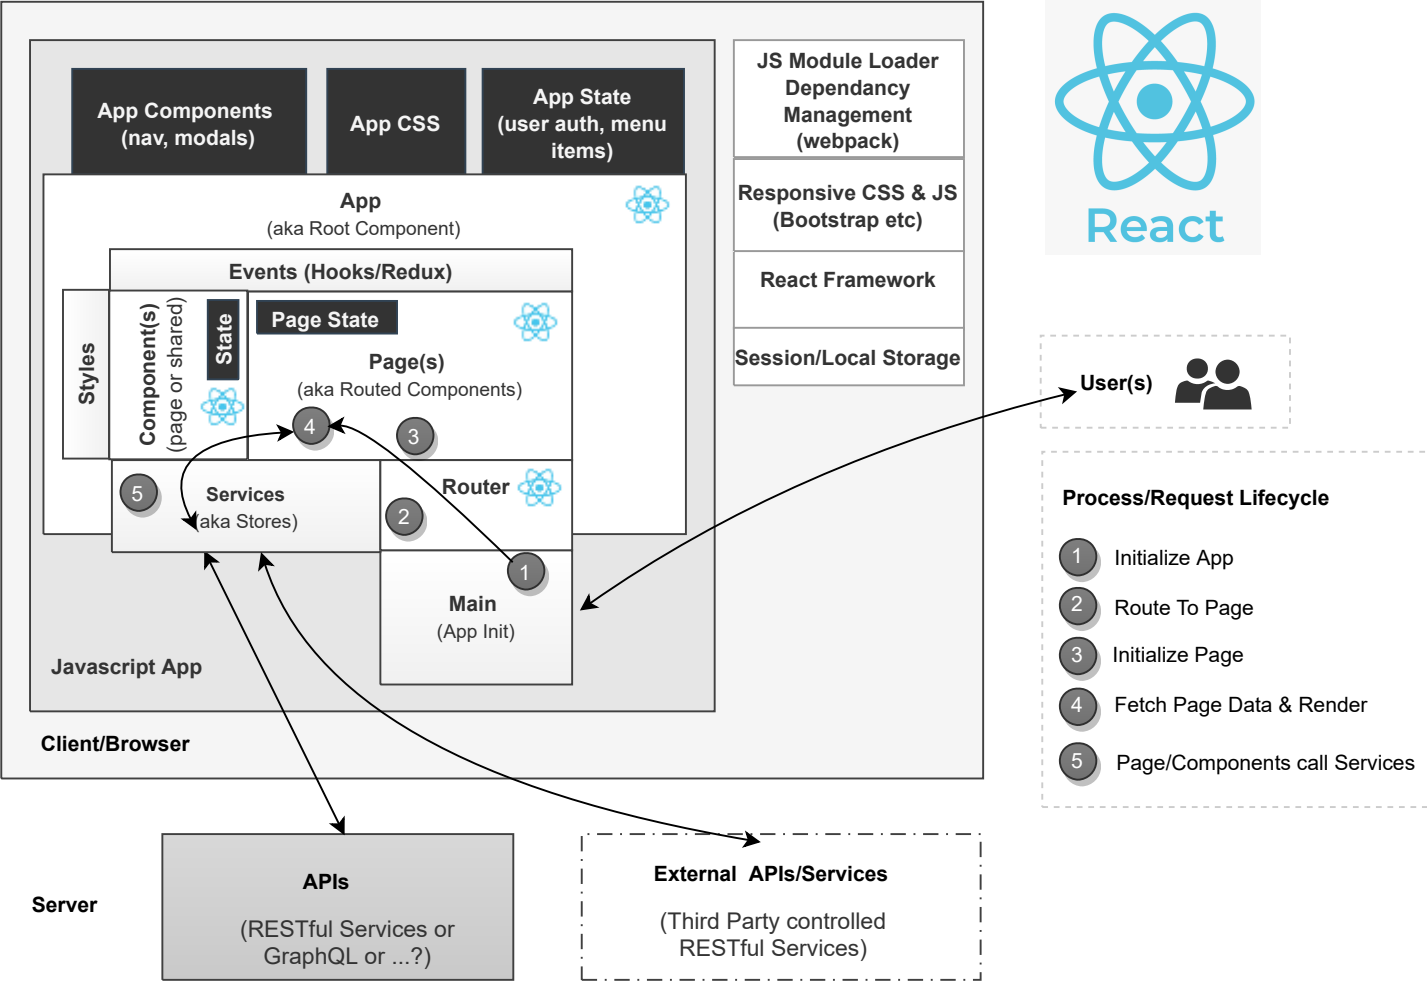 App Components
(nav, modals)
App CSS
App State
(user auth, menu
items)
JS Module Loader
Dependancy
Management
(webpack)
Responsive CSS & JS
(Bootstrap etc)
React Framework
Session/Local Storage
React
App
(aka Root Component)
Events (Hooks/Redux)
Styles
Component(s)
(page or shared)
State
Page State
Page(s)
(aka Routed Components)
4
3
5
Services
(aka Stores)
Router
2
1
Main
(App Init)
Javascript App
Client/Browser
User(s)
Process/Request Lifecycle
1 Initialize App
2 Route To Page
3 Initialize Page
4 Fetch Page Data & Render
5 Page/Components call Services
Server
APIs
(RESTful Services or
GraphQL or ...?)
External APIs/Services
(Third Party controlled
RESTful Services)